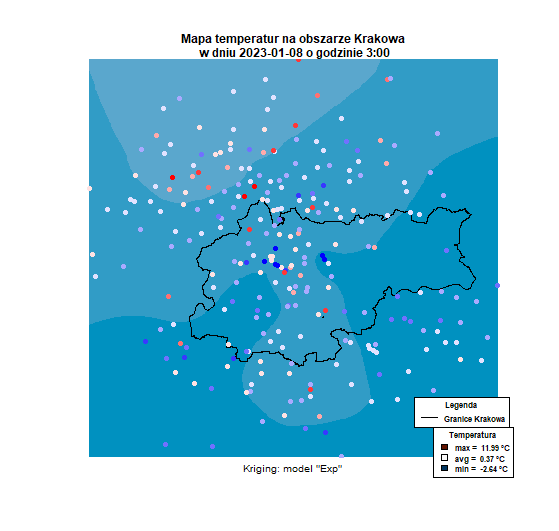 Mapa temperatur na obszarze Krakowa
w dniu 2023-01-08 o godzinie 3:00
Legenda
Granice Krakowa
Temperatura
max = 11.99 °C
avg = 0.37 °C
min = -2.64 °C
Kriging: model "Exp"